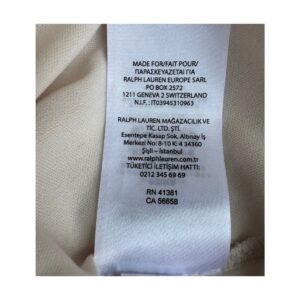 MADE FOR/FAIT POUR/
ΠΑΡΑΣΚΕΥΑΖΕΤΑΙ ΓΙΑ
RALPH LAUREN EUROPE SARL
PO BOX 2572
1211 GENEVA 2 SWITZERLAND
N.I.F. : IT03945310963
RALPH LAUREN MAĞAZACILIK VE
TİC. LTD. ŞTİ.
Esentepe Kasap Sok, Altınay İş
Merkezi No: 8-10K: 4 34360
Şişli - İstanbul
www.ralphlauren.com.tr
TÜKETİCİ İLETİŞİM HATTI:
0212 345 69 69
RN 41381
CA 56658